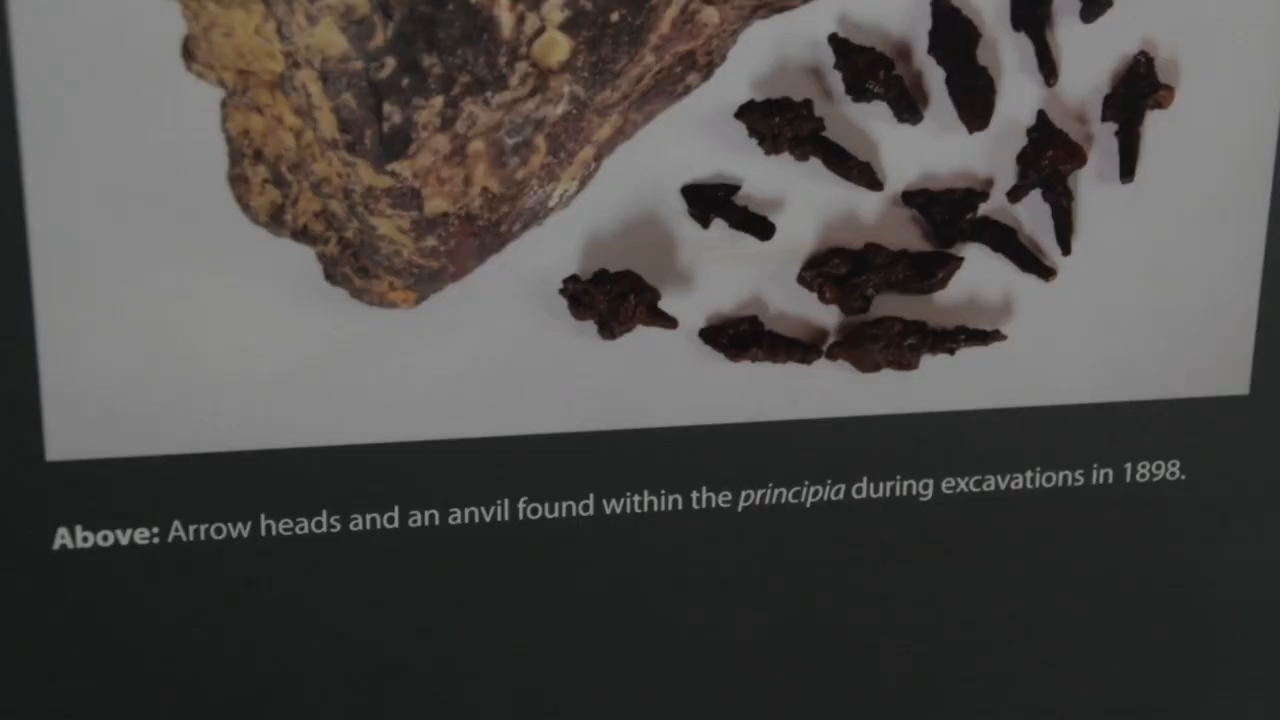 Above: Arrow heads and an anvil found within the principia during excavations in 1898.